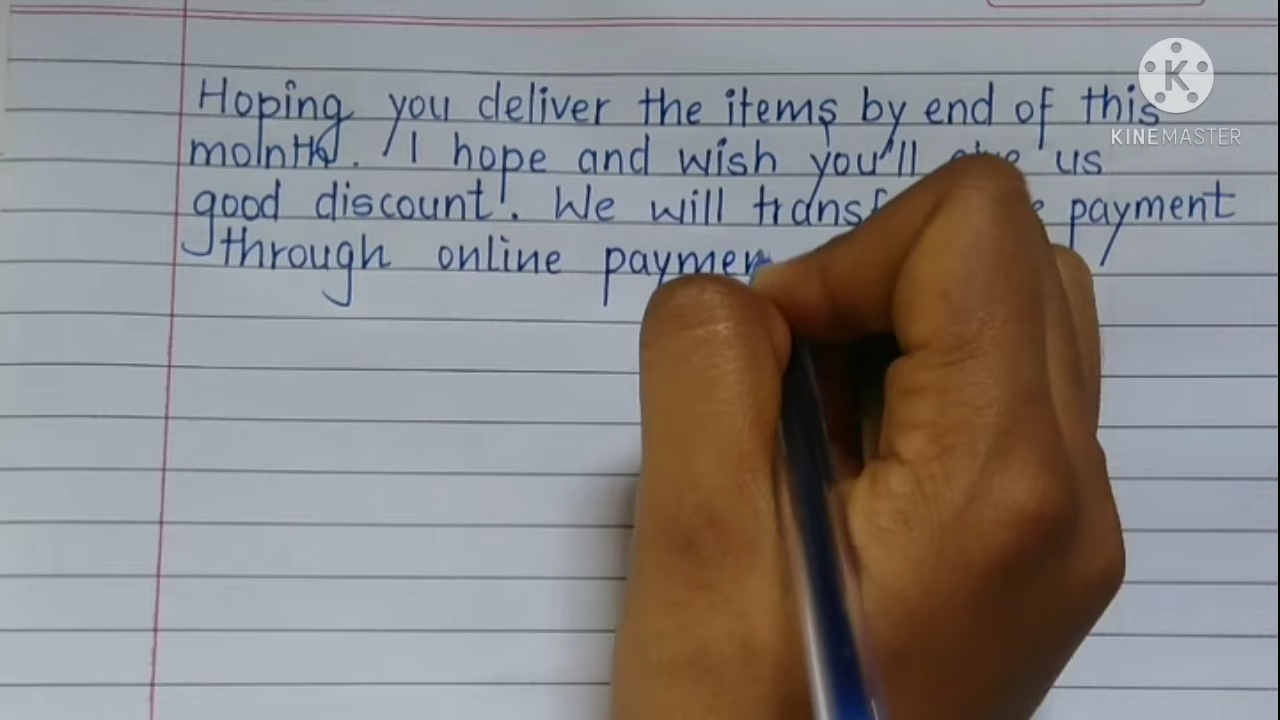 Hoping you deliver the items by end of this
month. I hope and wish you'll give us
good discount. We will payment
through online
K
KINEMASTER